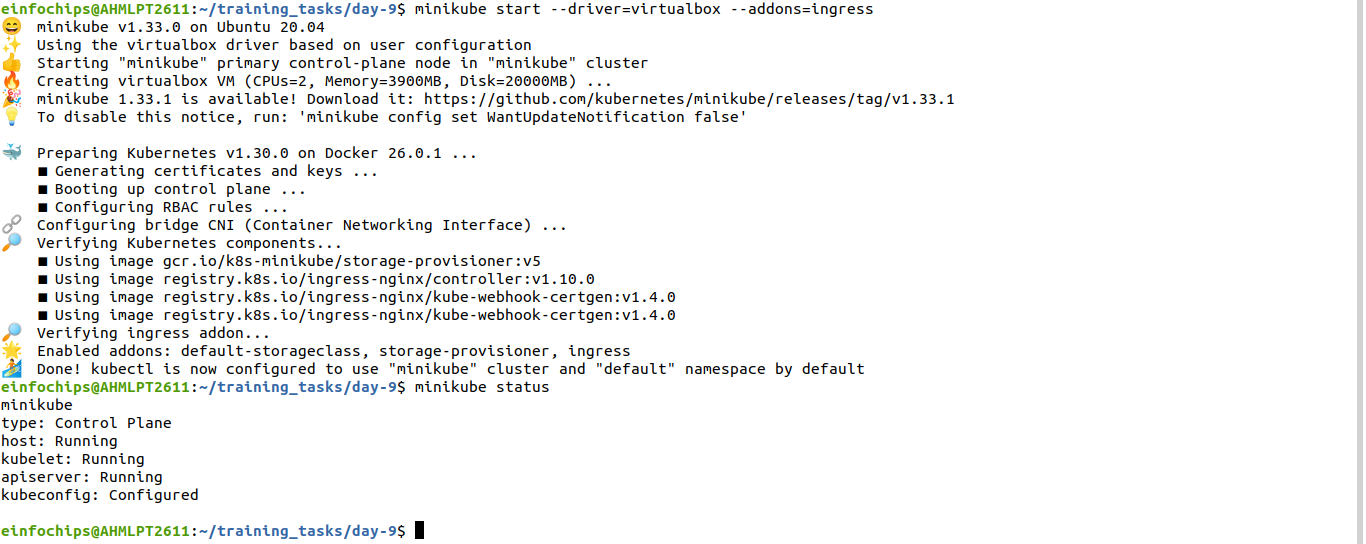 einfochips@AHMLPT2611:~/training_tasks/day-9$ minikube start --driver=virtualbox --addons=ingress
😄 minikube v1.33.0 on Ubuntu 20.04
✨ Using the virtualbox driver based on user configuration
👍 Starting "minikube" primary control-plane node in "minikube" cluster
🔥 Creating virtualbox VM (CPUs=2, Memory=3900MB, Disk=20000MB) ...
🎉 minikube 1.33.1 is available! Download it: https://github.com/kubernetes/minikube/releases/tag/v1.33.1
💡 To disable this notice, run: 'minikube config set WantUpdateNotification false'
🐳 Preparing Kubernetes v1.30.0 on Docker 26.0.1 ...
■ Generating certificates and keys ...
■ Booting up control plane ...
■ Configuring RBAC rules ...
🔗 Configuring bridge CNI (Container Networking Interface) ...
🔎 Verifying Kubernetes components...
■ Using image gcr.io/k8s-minikube/storage-provisioner:v5
■ Using image registry.k8s.io/ingress-nginx/controller:v1.10.0
■ Using image registry.k8s.io/ingress-nginx/kube-webhook-certgen:v1.4.0
■ Using image registry.k8s.io/ingress-nginx/kube-webhook-certgen:v1.4.0
🔎 Verifying ingress addon...
🌟 Enabled addons: default-storageclass, storage-provisioner, ingress
🏄 Done! kubectl is now configured to use "minikube" cluster and "default" namespace by default
einfochips@AHMLPT2611:~/training_tasks/day-9$ minikube status
minikube
type: Control Plane
host: Running
kubelet: Running
apiserver: Running
kubeconfig: Configured
einfochips@AHMLPT2611:~/training_tasks/day-9$